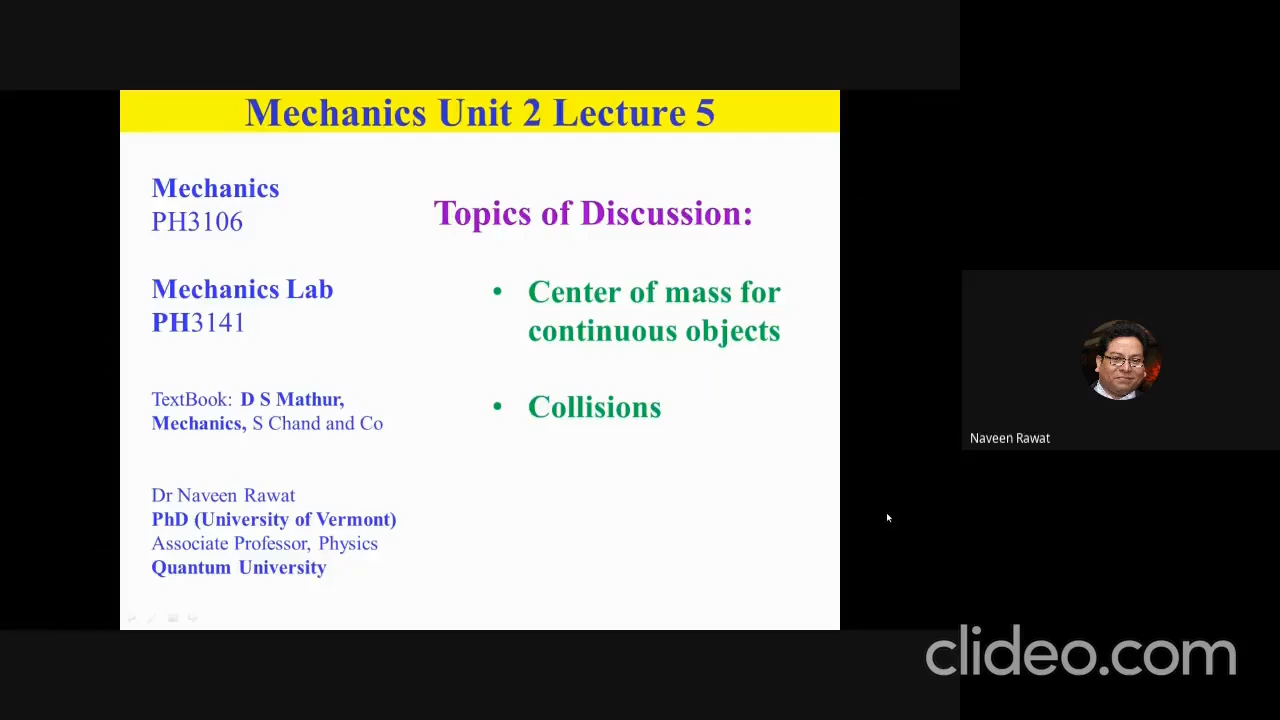 Mechanics Unit 2 Lecture 5
Mechanics
PH3106
Mechanics Lab
PH3141
TextBook: D S Mathur,
Mechanics, S Chand and Co
Dr Naveen Rawat
PhD (University of Vermont)
Associate Professor, Physics
Quantum University
Topics of Discussion:
• Center of mass for
continuous objects
• Collisions
Naveen Rawat
clideo.com